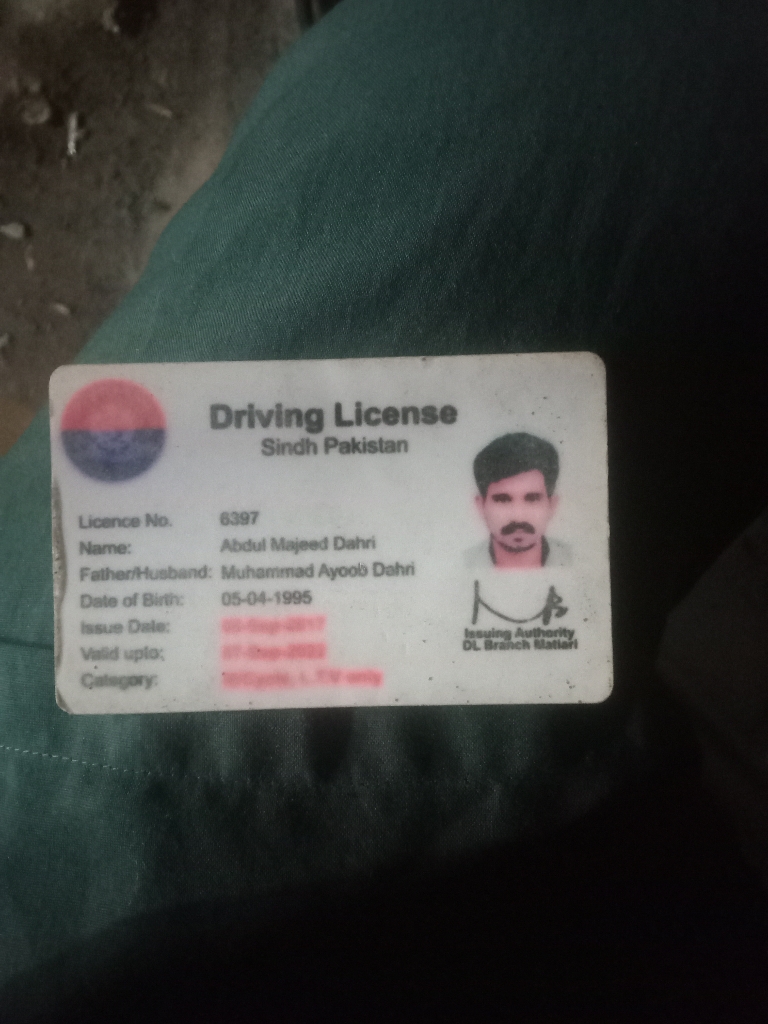 Driving License
Sindh Pakistan
Licence No. 6397
Name: Abdul Majeed Dahri
Father/Husband: Muhammad Ayoob Dahri
Date of Birth: 05-04-1995
Issue Date:
Valid upto:
Category: only
Issuing Authority
DL Branch Matiari